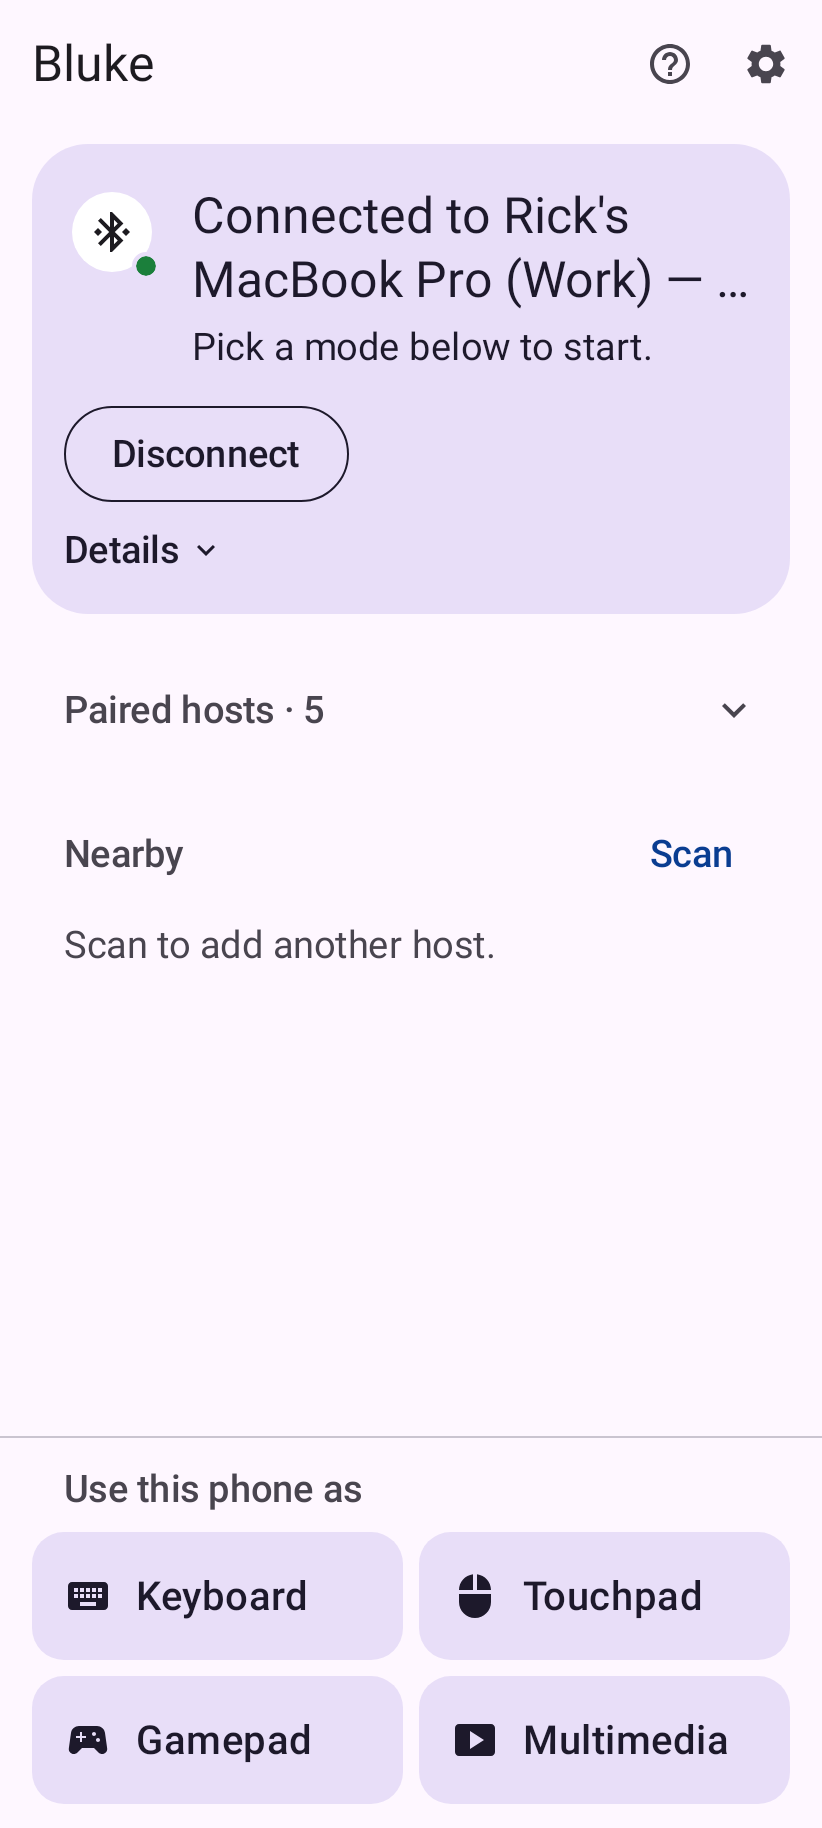 Bluke
Connected to Rick's
MacBook Pro (Work) — …
Pick a mode below to start.
Disconnect
Details
Paired hosts · 5
Nearby
Scan
Scan to add another host.
Use this phone as
Keyboard
Touchpad
Gamepad
Multimedia